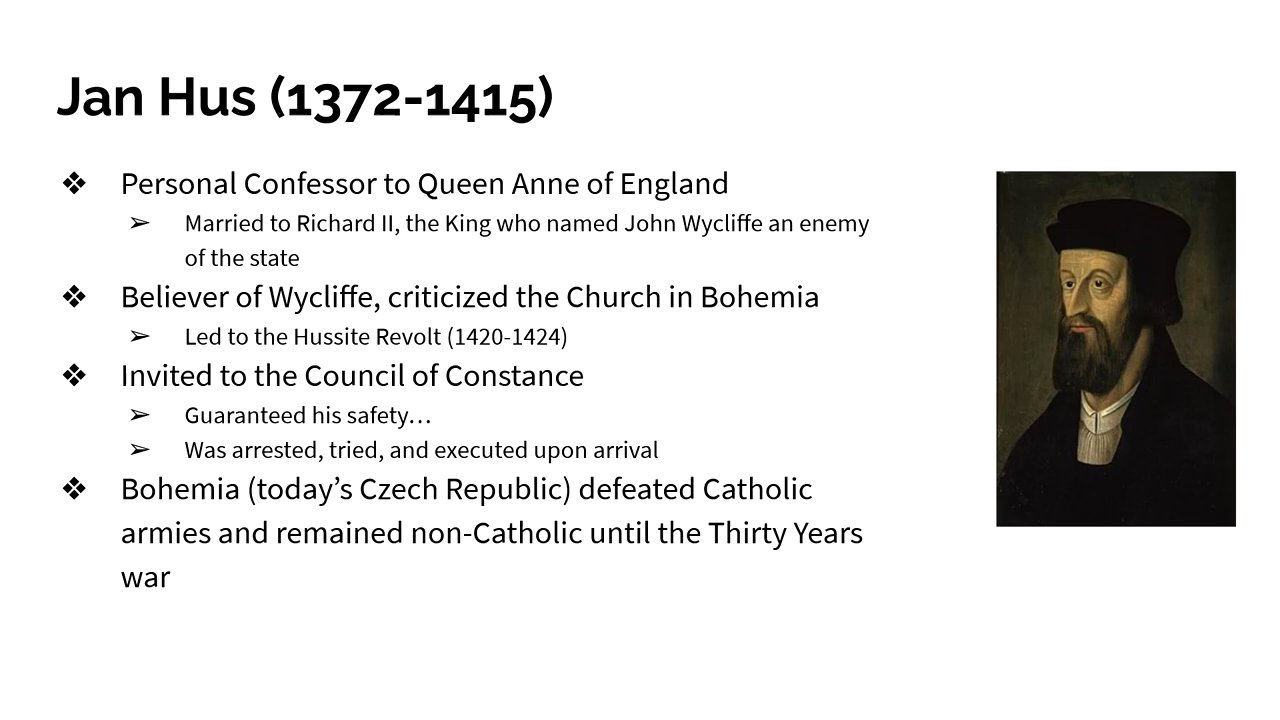 Jan Hus (1372-1415)
❖ Personal Confessor to Queen Anne of England
➢ Married to Richard II, the King who named John Wycliffe an enemy
of the state
❖ Believer of Wycliffe, criticized the Church in Bohemia
➢ Led to the Hussite Revolt (1420-1424)
❖ Invited to the Council of Constance
➢ Guaranteed his safety…
➢ Was arrested, tried, and executed upon arrival
❖ Bohemia (today’s Czech Republic) defeated Catholic
armies and remained non-Catholic until the Thirty Years
war